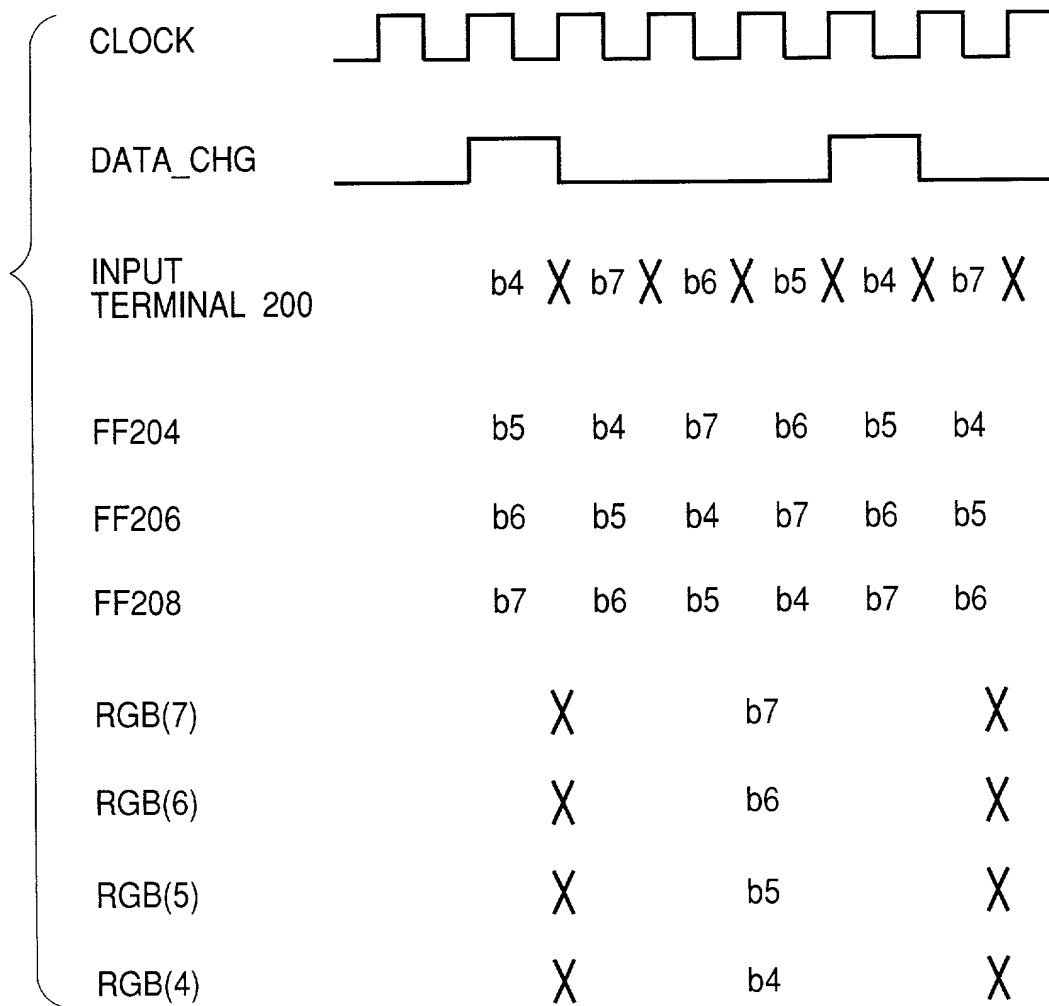 CLOCK
DATA_CHG
INPUT
TERMINAL 200
b4 X b7 X b6 X b5 X b4 X b7 X
FF204 b5 b4 b7 b6 b5 b4
FF206 b6 b5 b4 b7 b6 b5
FF208 b7 b6 b5 b4 b7 b6
RGB(7) X b7 X
RGB(6) X b6 X
RGB(5) X b5 X
RGB(4) X b4 X